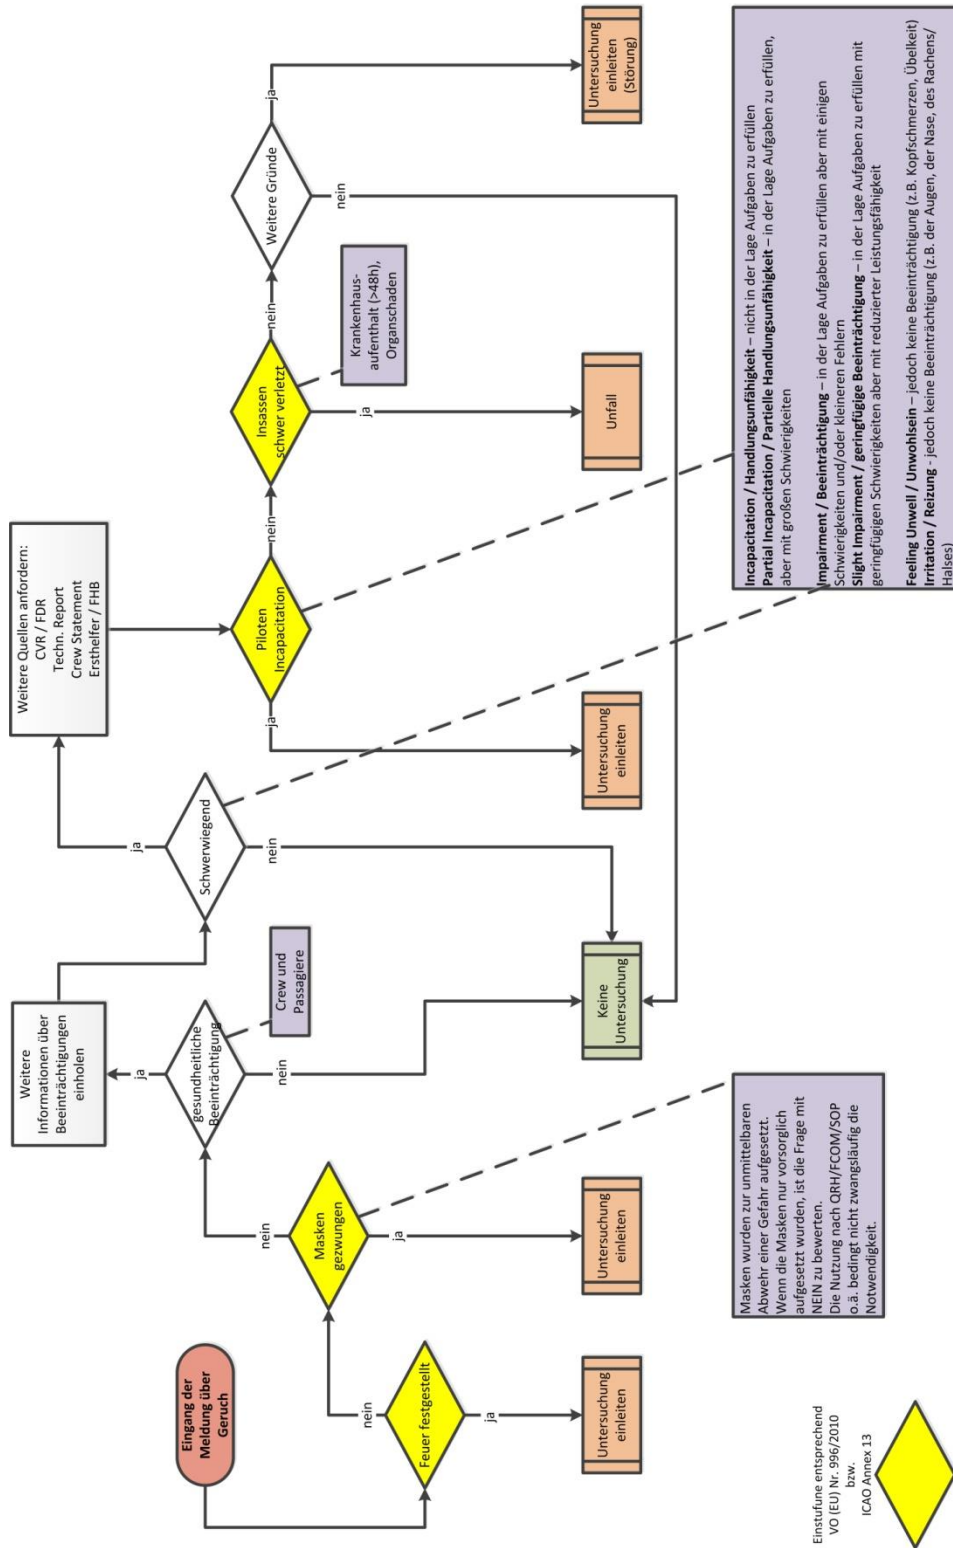 Eingang der
Meldung über
Geruch
Feuer festgestellt
nein
ja
Untersuchung
einleiten
Masken
gezwungen
nein
ja
Untersuchung
einleiten
Masken wurden zur unmittelbaren
Abwehr einer Gefahr aufgesetzt.
Wenn die Masken nur vorsorglich
aufgesetzt wurden, ist die Frage mit
NEIN zu bewerten.
Die Nutzung nach QRH/FCOM/SOP
o.ä. bedingt nicht zwangsläufig die
Notwendigkeit.
gesundheitliche
Beeinträchtigung
ja
nein
Crew und
Passagiere
Weitere
Informationen über
Beeinträchtigungen
einholen
Keine
Untersuchung
Schwerwiegend
ja
nein
Weitere Quellen anfordern:
CVR / FDR
Techn. Report
Crew Statement
Ersthelfer / FHB
Piloten
Incapacitation
ja
nein
Untersuchung
einleiten
Insassen
schwer verletzt
nein
ja
Krankenhaus-
aufenthalt (>48h),
Organschaden
Unfall
Weitere Gründe
ja
nein
Untersuchung
einleiten
(Störung)
Incapacitation / Handlungsunfähigkeit – nicht in der Lage Aufgaben zu erfüllen
Partial Incapacitation / Partielle Handlungsunfähigkeit – in der Lage Aufgaben zu erfüllen,
aber mit großen Schwierigkeiten
Impairment / Beeinträchtigung – in der Lage Aufgaben zu erfüllen aber mit einigen
Schwierigkeiten und/oder kleineren Fehlern
Slight Impairment / geringfügige Beeinträchtigung – in der Lage Aufgaben zu erfüllen mit
geringfügigen Schwierigkeiten aber mit reduzierter Leistungsfähigkeit
Feeling Unwell / Unwohlsein – jedoch keine Beeinträchtigung (z.B. Kopfschmerzen, Übelkeit)
Irritation / Reizung - jedoch keine Beeinträchtigung (z.B. der Augen, der Nase, des Rachens/
Halses)
Einstufune entsprechend
VO (EU) Nr. 996/2010
bzw.
ICAO Annex 13